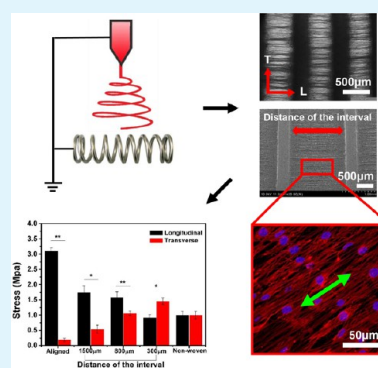 T
L
500μm
Distance of the interval
500μm
50μm
Stress (Mpa)
4.0
3.5
3.0
2.5
2.0
1.5
1.0
0.5
0.0
Longitudinal
Transverse
**
*
**
*
Aligned
1500μm
800μm
300μm
Non-woven
Distance of the interval